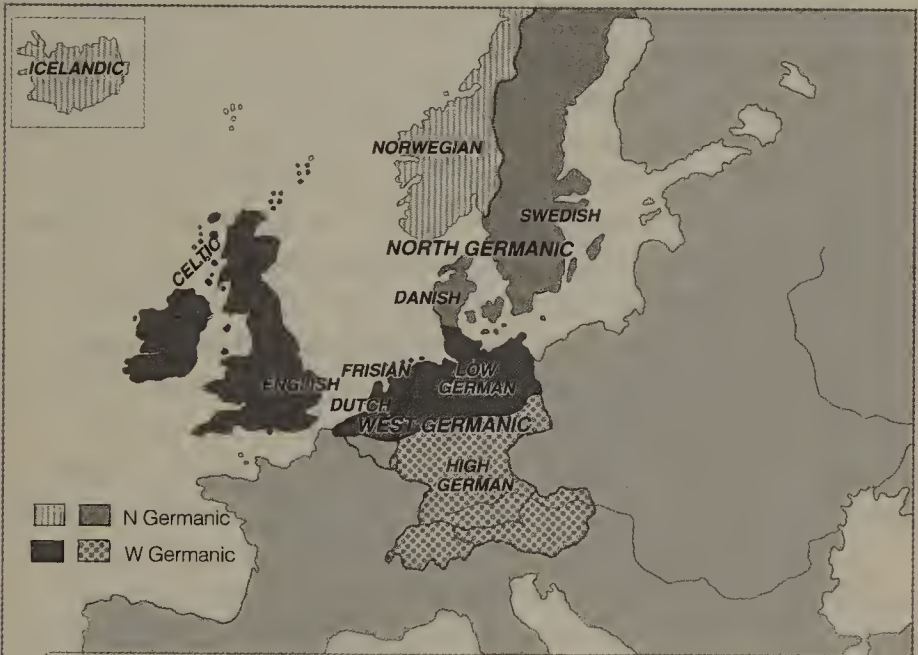 ICELANDIC
NORWEGIAN
SWEDISH
NORTH GERMANIC
CELTIC
DANISH
FRISIAN
LOW
GERMAN
ENGLISH
DUTCH
WEST GERMANIC
HIGH
GERMAN
N Germanic
W Germanic